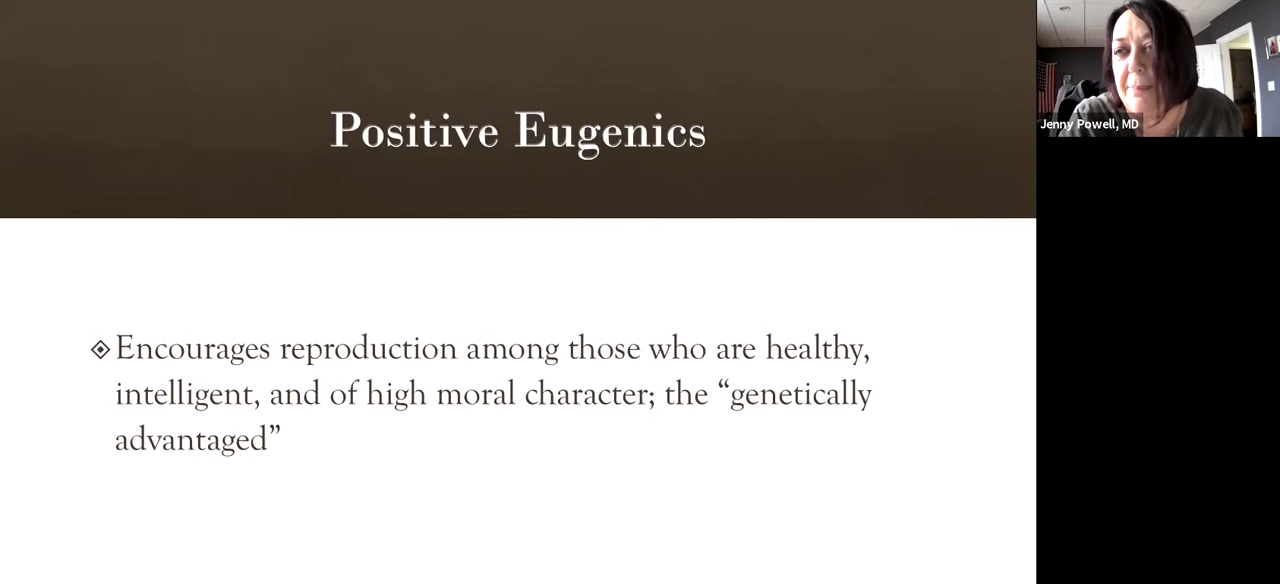 Positive Eugenics
Encourages reproduction among those who are healthy,
intelligent, and of high moral character; the “genetically
advantaged”
Jenny Powell, MD